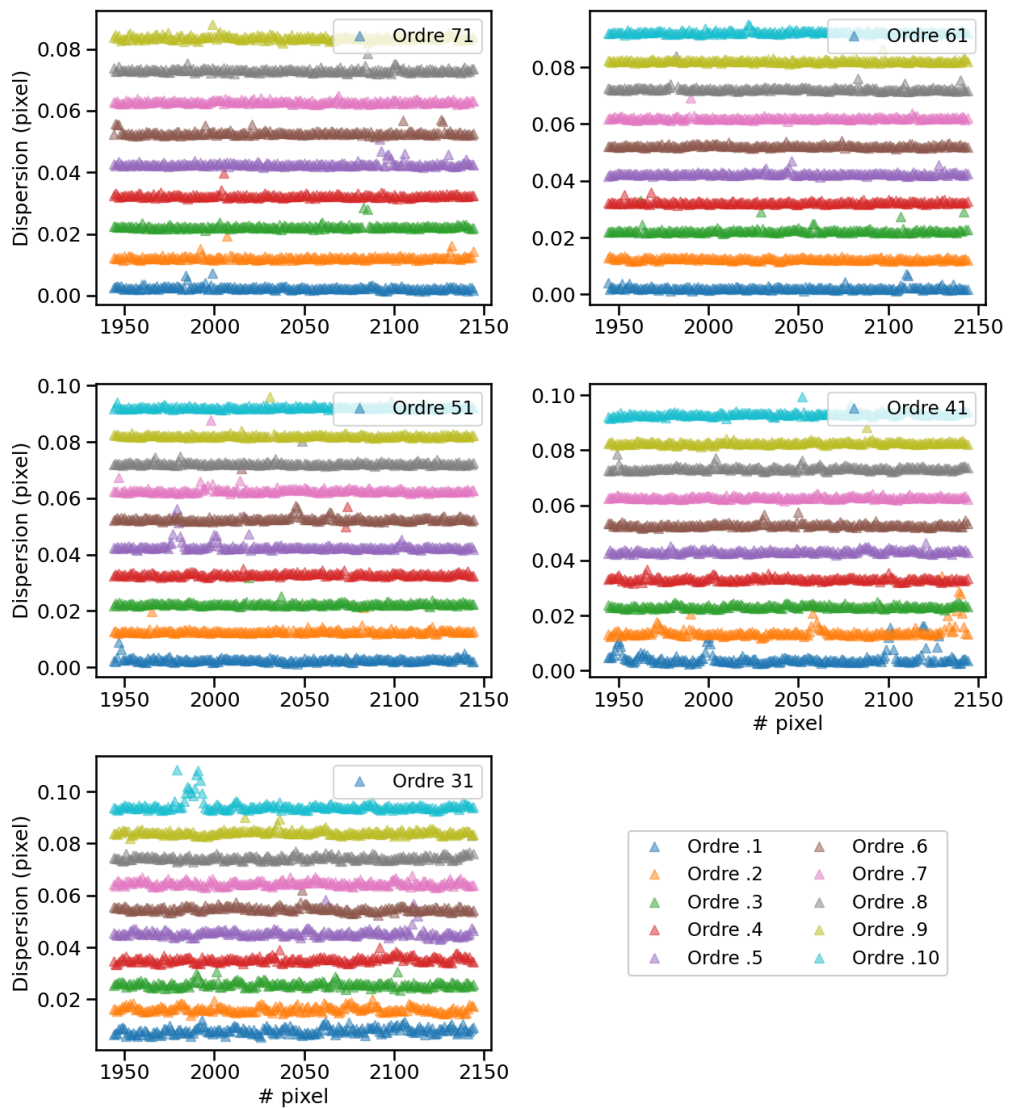 Ordre 71
Dispersion (pixel)
0.08
0.06
0.04
0.02
0.00
1950 2000 2050 2100 2150
Ordre 61
0.08
0.06
0.04
0.02
0.00
1950 2000 2050 2100 2150
Ordre 51
Dispersion (pixel)
0.10
0.08
0.06
0.04
0.02
0.00
1950 2000 2050 2100 2150
Ordre 41
0.10
0.08
0.06
0.04
0.02
0.00
1950 2000 2050 2100 2150
# pixel
Ordre 31
Dispersion (pixel)
0.10
0.08
0.06
0.04
0.02
1950 2000 2050 2100 2150
# pixel
Ordre .1
Ordre .2
Ordre .3
Ordre .4
Ordre .5
Ordre .6
Ordre .7
Ordre .8
Ordre .9
Ordre .10